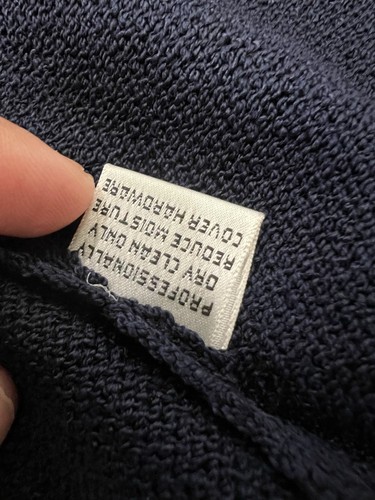 PROFESSIONALLY
DRY CLEAN ONLY
REDUCE MOISTURE
COVER HARDWARE